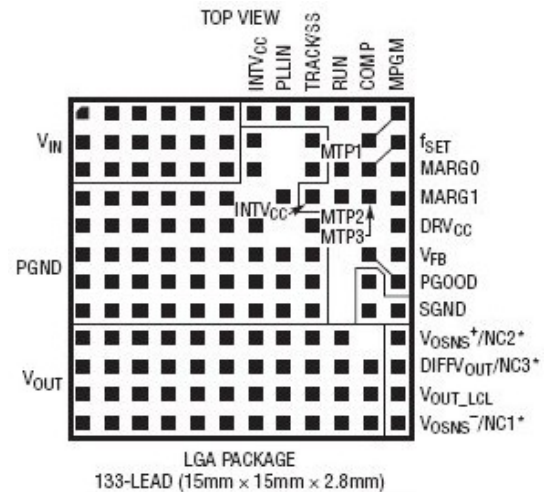 TOP VIEW
INTVCC
PLLIN
TRACK/SS
RUN
COMP
MPGM
VIN
MTP1
fSET
MARG0
INTVCC
MARG1
MTP2
MTP3
DRVCC
PGND
VFB
PGOOD
SGND
VOSNS+/NC2*
VOUT
DIFFVOUT/NC3*
VOUT_LCL
VOSNS−/NC1*
LGA PACKAGE
133-LEAD (15mm × 15mm × 2.8mm)